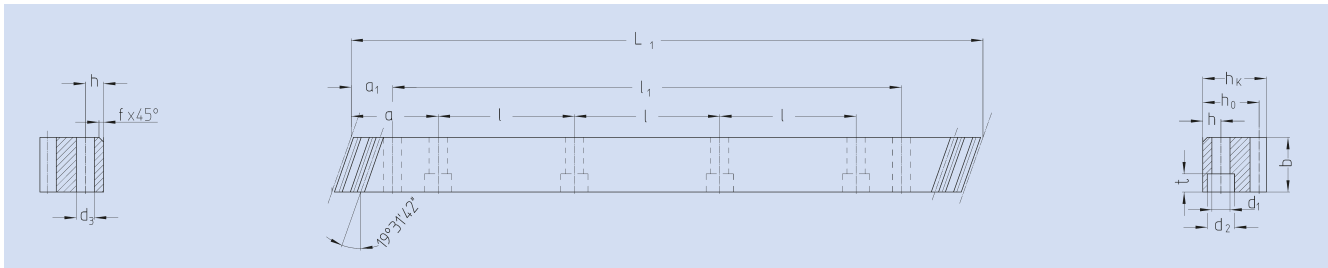 h
f x 45°
d₃
L ₁
a₁
l₁
a
l
l
l
19°31'42"
hₖ
h₀
h
b
t
d₁
d₂